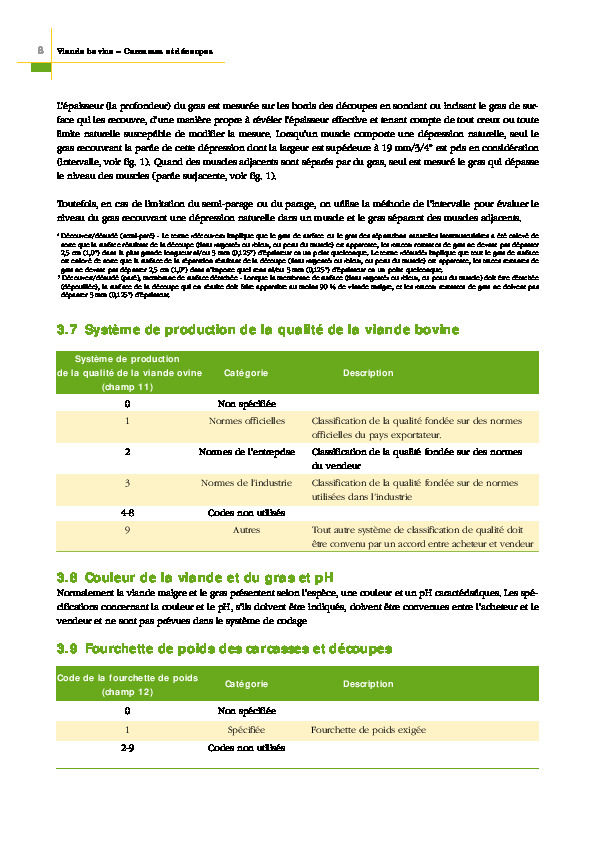 8 Viande bovine – Carcasses et découpes
L'épaisseur (la profondeur) du gras est mesurée sur les bords des découpes en sondant ou incisant le gras de sur-
face qui les recouvre, d'une manière propre à révéler l'épaisseur effective et tenant compte de tout creux ou toute
limite naturelle susceptible de modifier la mesure. Lorsqu'un muscle comporte une dépression naturelle, seul le
gras recouvrant la partie de cette dépression dont la largeur est supérieure à 19 mm/3/4" est pris en considération
(intervalle, voir fig. 1). Quand des muscles adjacents sont séparés par du gras, seul est mesuré le gras qui dépasse
le niveau des muscles (partie surjacente, voir fig. 1).
Toutefois, en cas de limitation du semi-parage ou du parage, on utilise la méthode de l'intervalle pour évaluer le
niveau du gras recouvrant une dépression naturelle dans un muscle et le gras séparant des muscles adjacents.
3.7 Système de production de la qualité de la viande bovine
Système de production
de la qualité de la viande ovine Catégorie Description
(champ 11)
0 Non spécifiée
1 Normes officielles Classification de la qualité fondée sur des normes
officielles du pays exportateur.
2 Normes de l'entreprise Classification de la qualité fondée sur des normes
du vendeur
3 Normes de l'industrie Classification de la qualité fondée sur de normes
utilisées dans l'industrie
4-8 Codes non utilisés
9 Autres Tout autre système de classification de qualité doit
être convenu par un accord entre acheteur et vendeur
3.8 Couleur de la viande et du gras et pH
Normalement la viande maigre et le gras présentent selon l'espèce, une couleur et un pH caractéristiques. Les spé-
cifications concernant la couleur et le pH, s'ils doivent être indiqués, doivent être convenues entre l'acheteur et le
vendeur et ne sont pas prévues dans le système de codage
3.9 Fourchette de poids des carcasses et découpes
Code de la fourchette de poids
(champ 12) Catégorie Description
0 Non spécifiée
1 Spécifiée Fourchette de poids exigée
2-9 Codes non utilisés